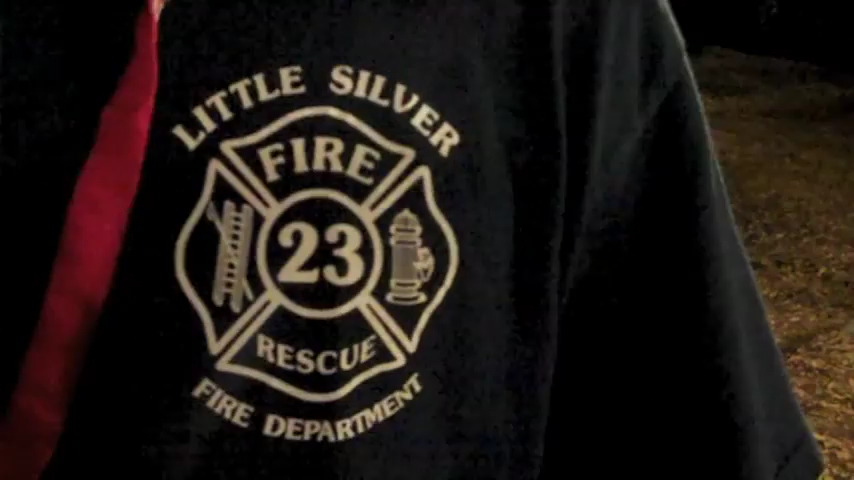 LITTLE SILVER
FIRE
23
RESCUE
FIRE DEPARTMENT